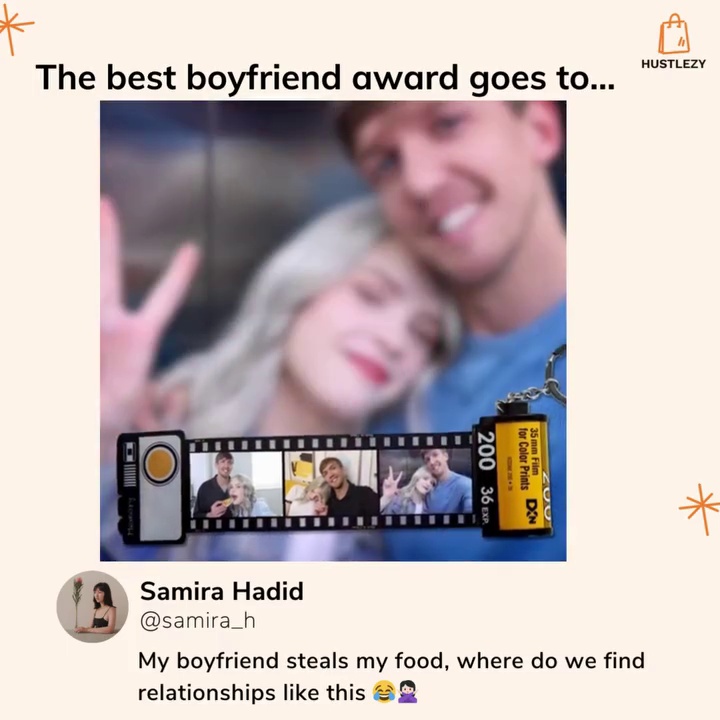 HUSTLEZY
The best boyfriend award goes to...
200 36 EXP.
35mm Film
for Color Prints
DXN
Samira Hadid
@samira_h
My boyfriend steals my food, where do we find
relationships like this 😂🤦🏻‍♀️